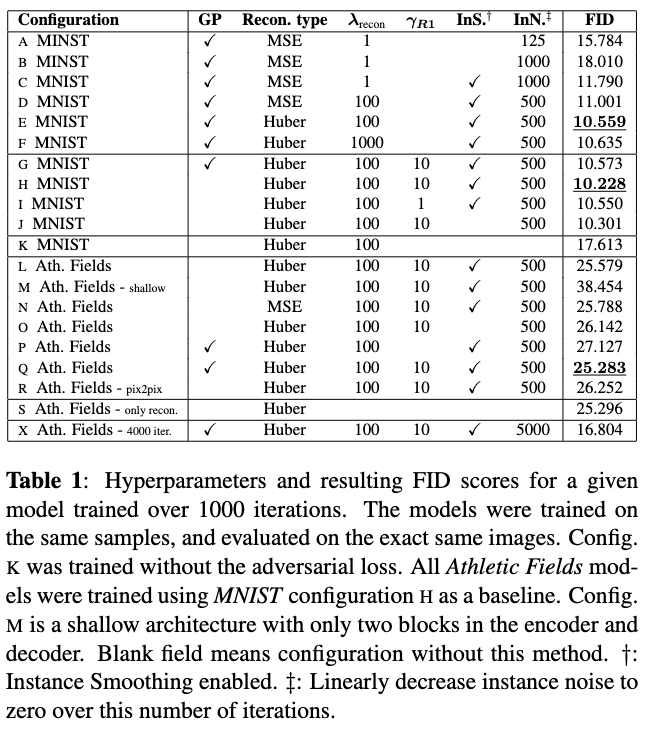 Configuration GP Recon. type λrecon γR1 InS.† InN.‡ FID
A MINST ✓ MSE 1 125 15.784
B MINST ✓ MSE 1 1000 18.010
C MNIST ✓ MSE 1 ✓ 1000 11.790
D MNIST ✓ MSE 100 ✓ 500 11.001
E MNIST ✓ Huber 100 ✓ 500 10.559
F MNIST ✓ Huber 1000 ✓ 500 10.635
G MNIST ✓ Huber 100 10 ✓ 500 10.573
H MNIST Huber 100 10 ✓ 500 10.228
I MNIST Huber 100 1 ✓ 500 10.550
J MNIST Huber 100 10 500 10.301
K MNIST Huber 100 17.613
L Ath. Fields Huber 100 10 ✓ 500 25.579
M Ath. Fields - shallow Huber 100 10 ✓ 500 38.454
N Ath. Fields MSE 100 10 ✓ 500 25.788
O Ath. Fields Huber 100 10 500 26.142
P Ath. Fields ✓ Huber 100 ✓ 500 27.127
Q Ath. Fields ✓ Huber 100 10 ✓ 500 25.283
R Ath. Fields - pix2pix Huber 100 10 ✓ 500 26.252
S Ath. Fields - only recon. Huber 25.296
X Ath. Fields - 4000 iter. ✓ Huber 100 10 ✓ 5000 16.804
Table 1: Hyperparameters and resulting FID scores for a given
model trained over 1000 iterations. The models were trained on
the same samples, and evaluated on the exact same images. Config.
K was trained without the adversarial loss. All Athletic Fields mod-
els were trained using MNIST configuration H as a baseline. Config.
M is a shallow architecture with only two blocks in the encoder and
decoder. Blank field means configuration without this method. †:
Instance Smoothing enabled. ‡: Linearly decrease instance noise to
zero over this number of iterations.